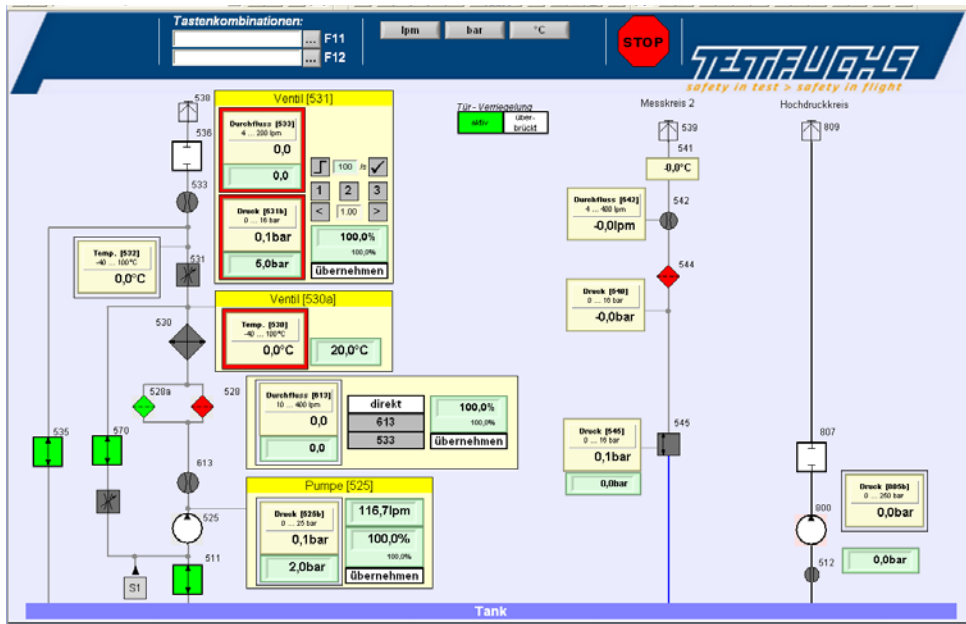 Tastenkombinationen:
... F11
... F12
lpm bar °C
STOP
TESTFUCHS
safety in test > safety in flight
538
536
533
Ventil [531]
Durchfluss [533]
4 ... 200 lpm
0,0
0,0
100 /s
1 2 3
< 1.00 >
Druck [531b]
0 ... 16 bar
0,1bar
5,0bar
100,0%
100,0%
übernehmen
Tür - Verriegelung
aktiv
über-
brückt
Messkreis 2
539
541
-0,0°C
Durchfluss [542]
4 ... 400 lpm
-0,0lpm
542
544
Druck [540]
0 ... 16 bar
-0,0bar
Hochdruckkreis
809
Temp. [532]
-40 ... 100°C
0,0°C
531
Ventil [530a]
Temp. [530]
-40 ... 100°C
0,0°C
20,0°C
530
528a
528
Durchfluss [613]
10 ... 400 lpm
0,0
0,0
direkt
613
533
100,0%
100,0%
übernehmen
535
570
613
Druck [545]
0 ... 16 bar
0,1bar
0,0bar
545
807
Pumpe [525]
Druck [525b]
0 ... 25 bar
0,1bar
2,0bar
116,7lpm
100,0%
100,0%
übernehmen
525
511
S1
Druck [805b]
0 ... 250 bar
0,0bar
800
512
0,0bar
Tank